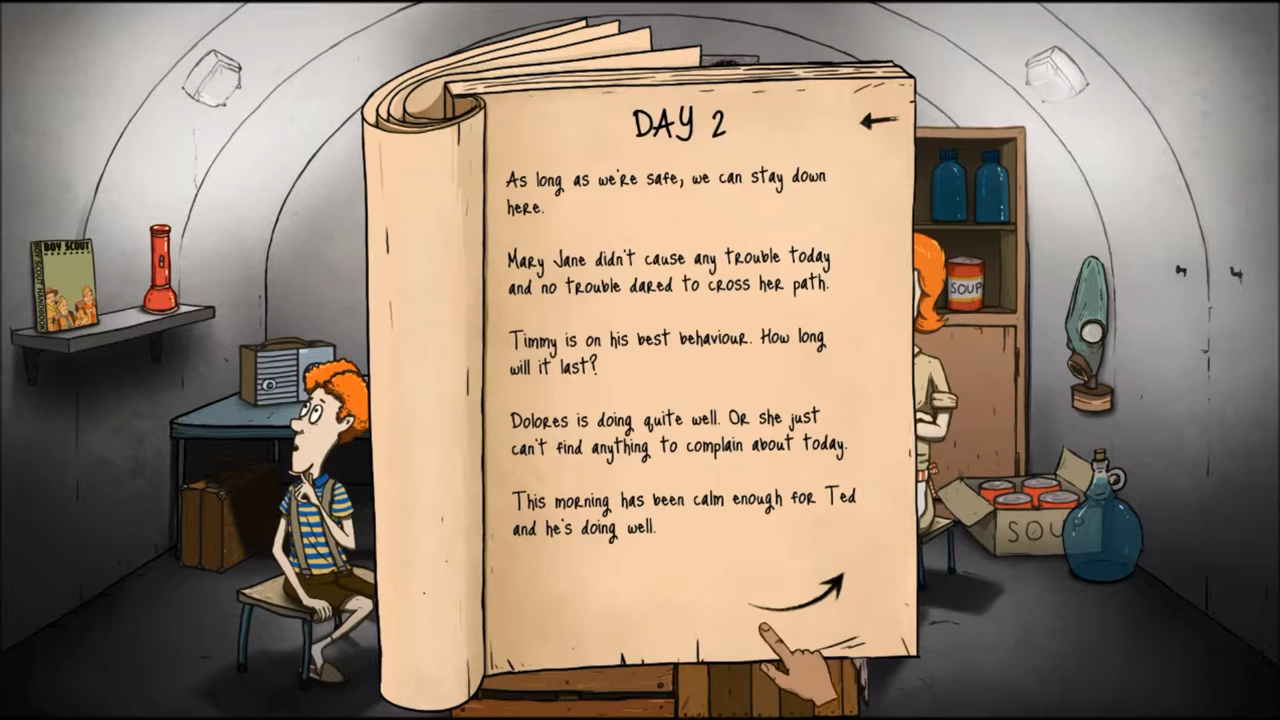 DAY 2
As long as we're safe, we can stay down
here.
Mary Jane didn't cause any trouble today
and no trouble dared to cross her path.
Timmy is on his best behaviour. How long
will it last?
Dolores is doing quite well. Or she just
can't find anything to complain about today.
This morning has been calm enough for Ted
and he's doing well.
BOY SCOUT
BOY SCOUT HANDBOOK
SOUP
SOU